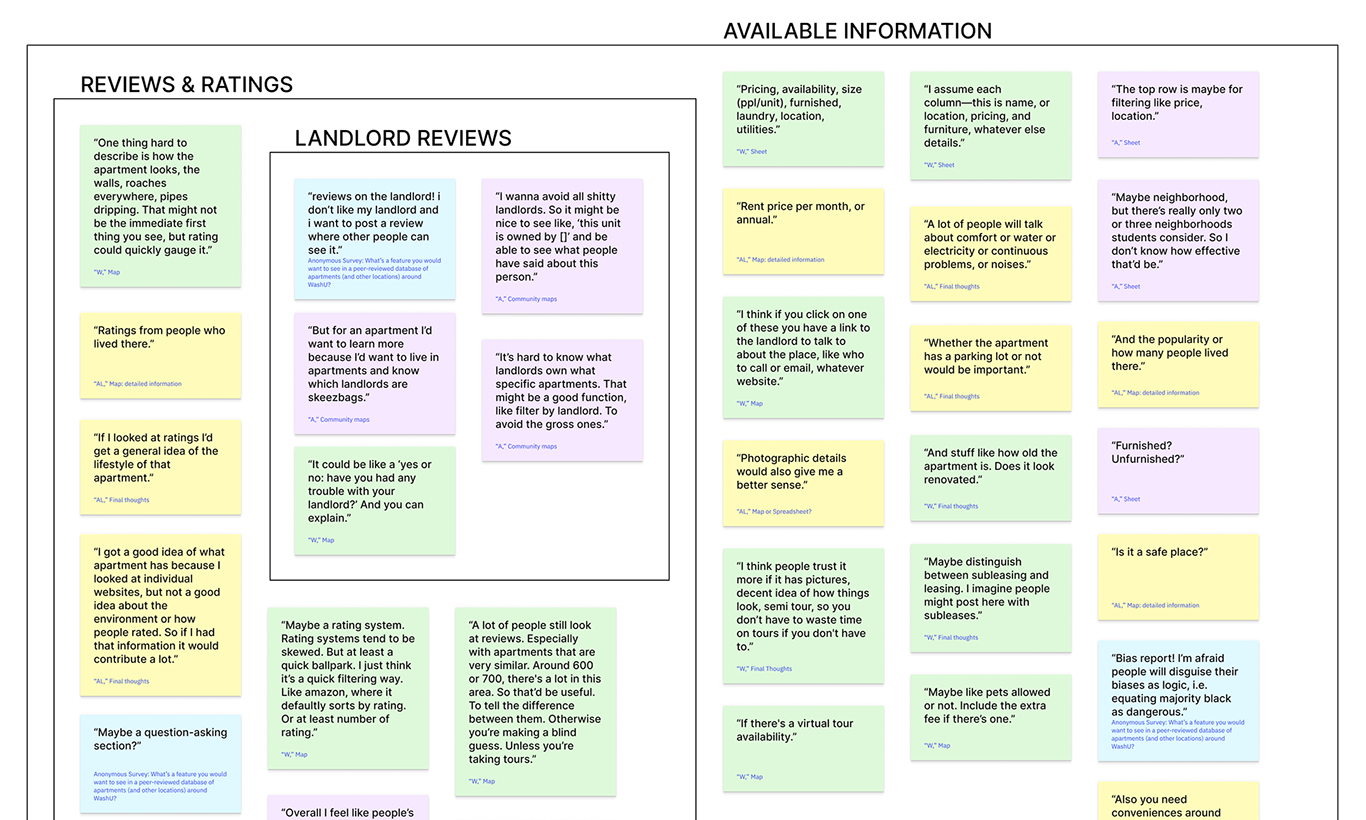 AVAILABLE INFORMATION
REVIEWS & RATINGS
“One thing hard to
describe is how the
apartment looks, the
walls, roaches
everywhere, pipes
dripping. That might not
be the immediate first
thing you see, but rating
could quickly gauge it.”
“W,” Map
“Ratings from people who
lived there.”
“AL,” Map: detailed information
“If I looked at ratings I’d
get a general idea of the
lifestyle of that
apartment.”
“AL,” Final thoughts
“I got a good idea of what
apartment has because I
looked at individual
websites, but not a good
idea about the
environment or how
people rated. So if I had
that information it would
contribute a lot.”
“AL,” Final thoughts
“Maybe a question-asking
section?”
Anonymous Survey: What’s a feature you would
want to see in a peer-reviewed database of
apartments (and other locations) around
WashU?
LANDLORD REVIEWS
“reviews on the landlord! i
don’t like my landlord and
i want to post a review
where other people can
see it.”
Anonymous Survey: What’s a feature you would
want to see in a peer-reviewed database of
apartments (and other locations) around
WashU?
“But for an apartment I’d
want to learn more
because I’d want to live in
apartments and know
which landlords are
skeezbags.”
“A,” Community maps
“It could be like a ‘yes or
no: have you had any
trouble with your
landlord?’ And you can
explain.”
“W,” Map
“I wanna avoid all shitty
landlords. So it might be
nice to see like, ‘this unit
is owned by []’ and be
able to see what people
have said about this
person.”
“A,” Community maps
“It’s hard to know what
landlords own what
specific apartments. That
might be a good function,
like filter by landlord. To
avoid the gross ones.”
“A,” Community maps
“Maybe a rating system.
Rating systems tend to be
skewed. But at least a
quick ballpark. I just think
it’s a quick filtering way.
Like amazon, where it
defaultly sorts by rating.
Or at least number of
rating.”
“W,” Map
“Overall I feel like people’s
“A lot of people still look
at reviews. Especially
with apartments that are
very similar. Around 600
or 700, there's a lot in this
area. So that’d be useful.
To tell the difference
between them. Otherwise
you’re making a blind
guess. Unless you’re
taking tours.”
“W,” Map
“Pricing, availability, size
(ppl/unit), furnished,
laundry, location,
utilities.”
“W,” Sheet
“Rent price per month, or
annual.”
“AL,” Map: detailed information
“I think if you click on one
of these you have a link to
the landlord to talk to
about the place, like who
to call or email, whatever
website.”
“W,” Map
“Photographic details
would also give me a
better sense.”
“AL,” Map or Spreadsheet?
“I think people trust it
more if it has pictures,
decent idea of how things
look, semi tour, so you
don’t have to waste time
on tours if you don’t have
to.”
“W,” Final Thoughts
“If there's a virtual tour
availability.”
“W,” Map
“I assume each
column—this is name, or
location, pricing, and
furniture, whatever else
details.”
“W,” Sheet
“A lot of people will talk
about comfort or water or
electricity or continuous
problems, or noises.”
“AL,” Final thoughts
“Whether the apartment
has a parking lot or not
would be important.”
“AL,” Final thoughts
“And stuff like how old the
apartment is. Does it look
renovated.”
“W,” Final thoughts
“Maybe distinguish
between subleasing and
leasing. I imagine people
might post here with
subleases.”
“W,” Final thoughts
“Maybe like pets allowed
or not. Include the extra
fee if there’s one.”
“W,” Map
“The top row is maybe for
filtering like price,
location.”
“A,” Sheet
“Maybe neighborhood,
but there’s really only two
or three neighborhoods
students consider. So I
don’t know how effective
that’d be.”
“A,” Sheet
“And the popularity or
how many people lived
there.”
“AL,” Map: detailed information
“Furnished?
Unfurnished?”
“A,” Sheet
“Is it a safe place?”
“AL,” Map: detailed information
“Bias report! I’m afraid
people will disguise their
biases as logic, i.e.
equating majority black
as dangerous.”
Anonymous Survey: What’s a feature you would
want to see in a peer-reviewed database of
apartments (and other locations) around
WashU?
“Also you need
conveniences around